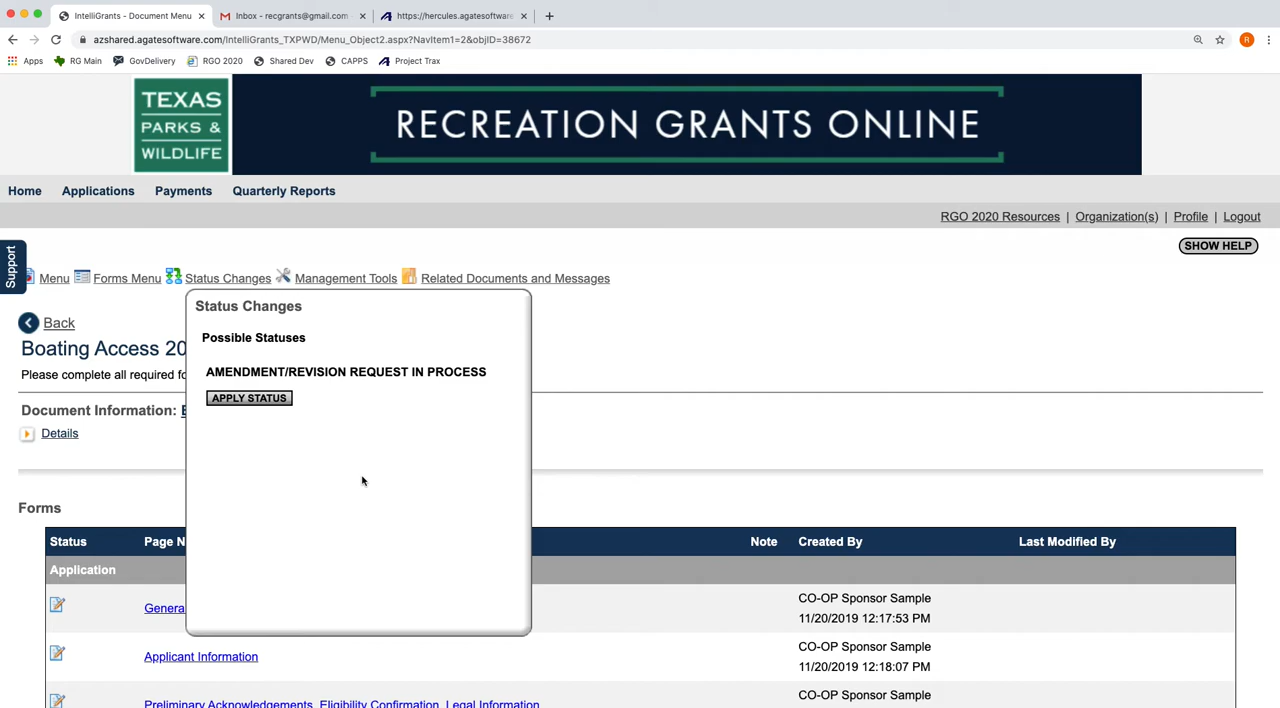 IntelliGrants - Document Menu
Inbox - recgrants@gmail.com -
https://hercules.agatesoftware
azshared.agatesoftware.com/IntelliGrants_TXPWD/Menu_Object2.aspx?NavItem1=2&objID=38672
R
Apps RG Main GovDelivery RGO 2020 Shared Dev CAPPS Project Trax
TEXAS
PARKS &
WILDLIFE
RECREATION GRANTS ONLINE
Home Applications Payments Quarterly Reports
RGO 2020 Resources | Organization(s) | Profile | Logout
SHOW HELP
Support
Menu Forms Menu Status Changes Management Tools Related Documents and Messages
Status Changes
Back
Possible Statuses
Boating Access 20
Please complete all required fo
AMENDMENT/REVISION REQUEST IN PROCESS
APPLY STATUS
Document Information:
Details
Forms
Status Page N Note Created By Last Modified By
Application
Genera
CO-OP Sponsor Sample
11/20/2019 12:17:53 PM
Applicant Information
CO-OP Sponsor Sample
11/20/2019 12:18:07 PM
Preliminary Acknowledgements, Eligibility Confirmation, Legal Information
CO-OP Sponsor Sample